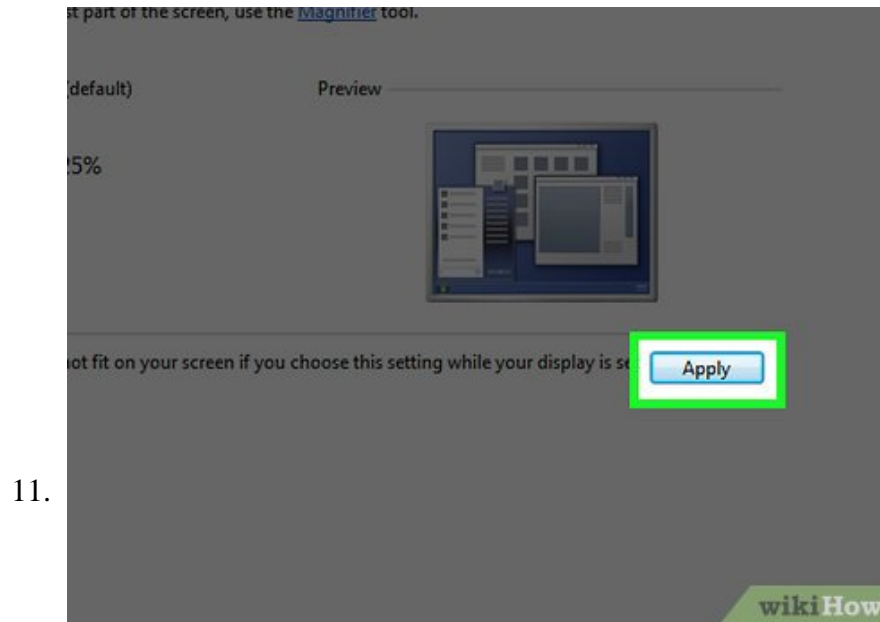 st part of the screen, use the Magnifier tool.
(default)
Preview
25%
not fit on your screen if you choose this setting while your display is se
Apply
11.
wikiHow